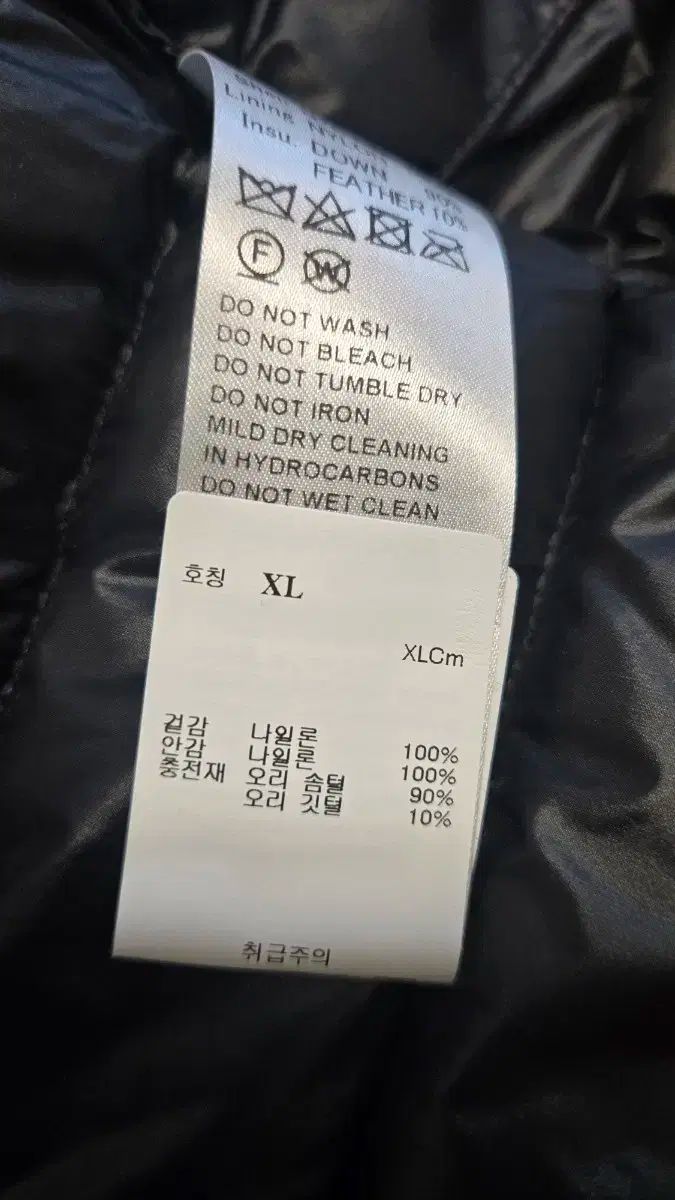 Lining NYLON
Insu. DOWN 90%
FEATHER 10%
F W
DO NOT WASH
DO NOT BLEACH
DO NOT TUMBLE DRY
DO NOT IRON
MILD DRY CLEANING
IN HYDROCARBONS
DO NOT WET CLEAN
호칭 XL
XLCm
겉감 나일론 100%
안감 나일론 100%
충전재 오리 솜털 90%
오리 깃털 10%
취급주의